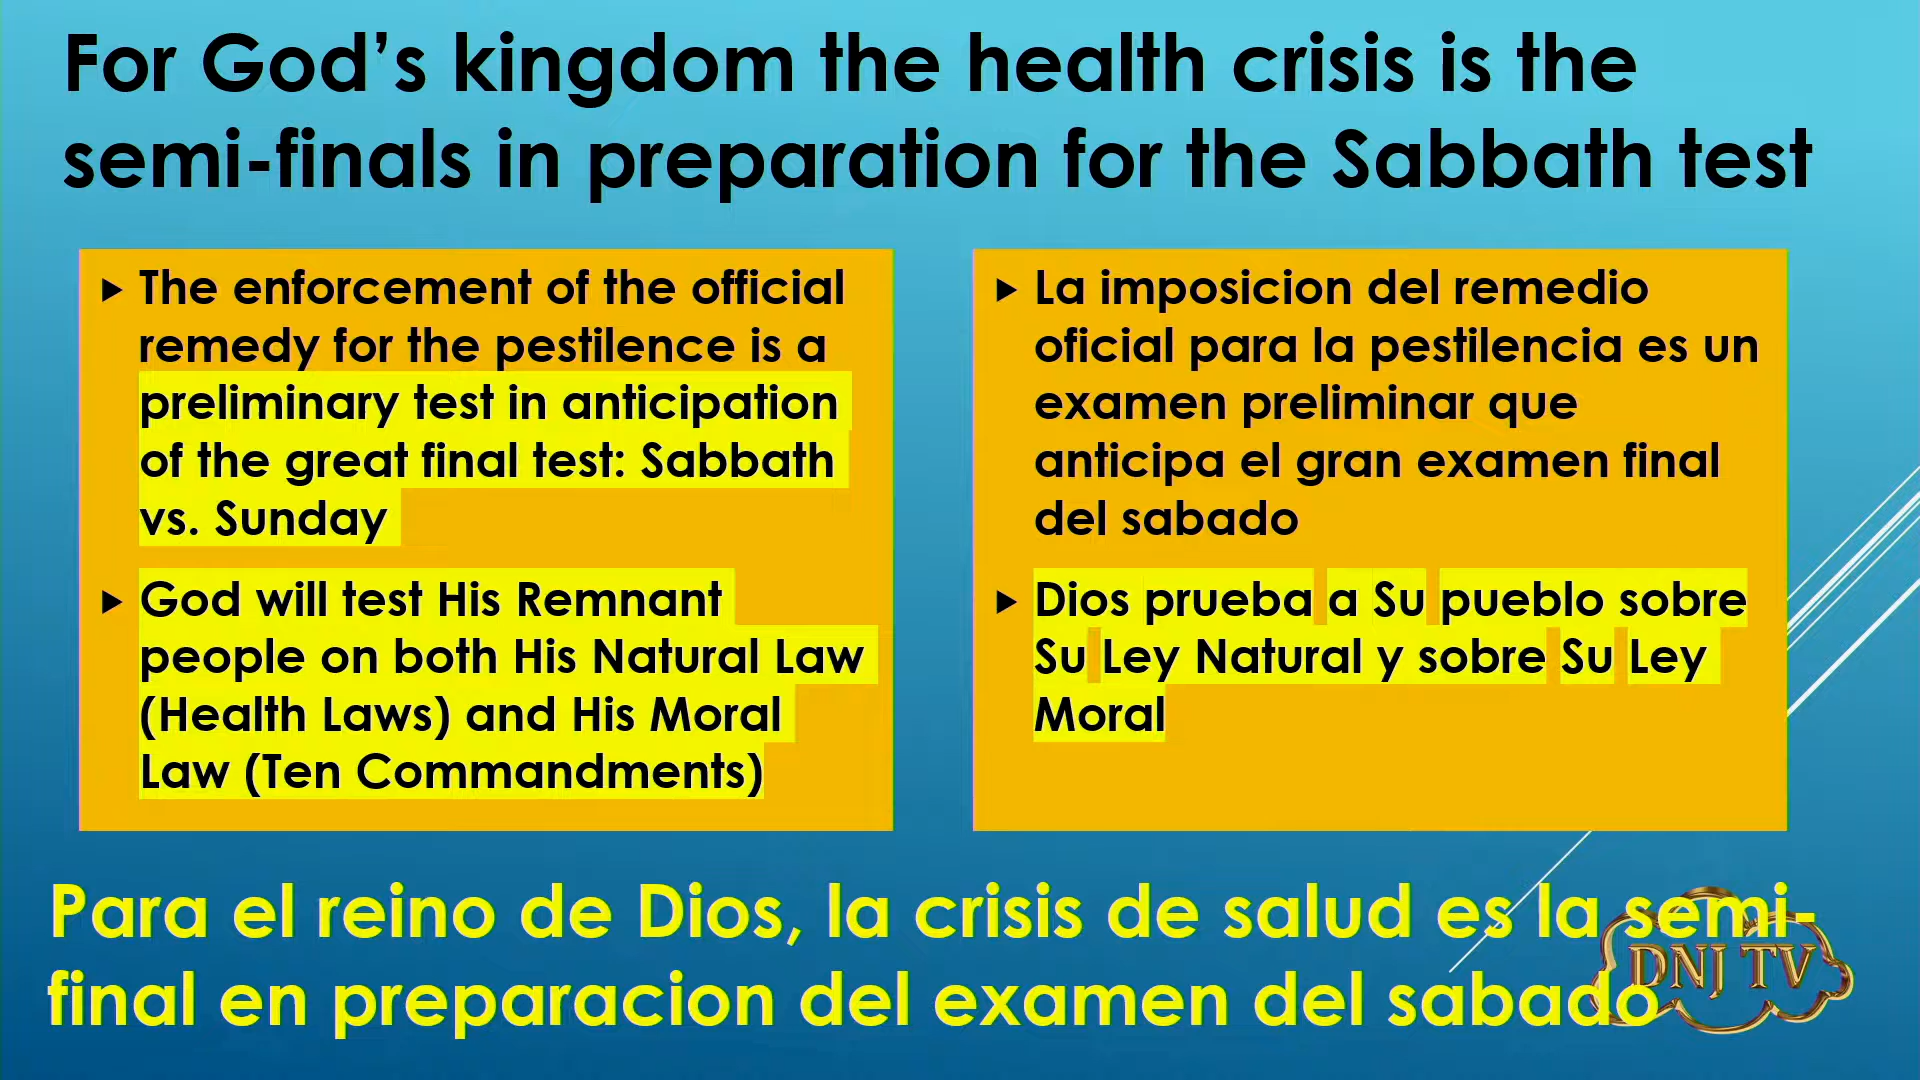 For God’s kingdom the health crisis is the
semi-finals in preparation for the Sabbath test
The enforcement of the official
remedy for the pestilence is a
preliminary test in anticipation
of the great final test: Sabbath
vs. Sunday
God will test His Remnant
people on both His Natural Law
(Health Laws) and His Moral
Law (Ten Commandments)
La imposicion del remedio
oficial para la pestilencia es un
examen preliminar que
anticipa el gran examen final
del sabado
Dios prueba a Su pueblo sobre
Su Ley Natural y sobre Su Ley
Moral
Para el reino de Dios, la crisis de salud es la semi-
final en preparacion del examen del sabado
DNJ TV